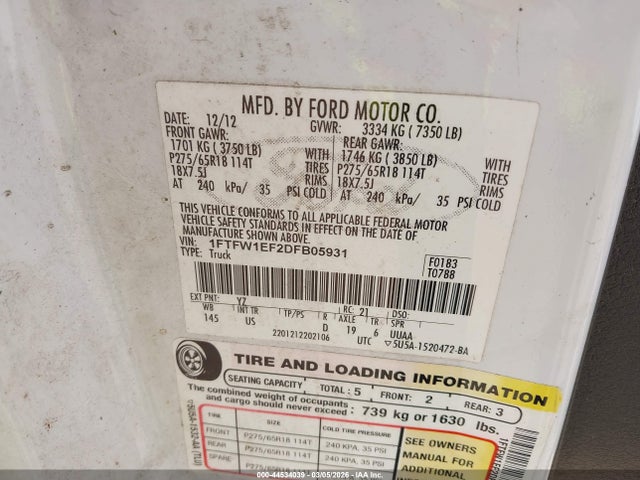 MFD. BY FORD MOTOR CO.
DATE: 12/12 GVWR: 3334 KG ( 7350 LB)
FRONT GAWR: REAR GAWR:
1701 KG ( 3750 LB) WITH 1746 KG ( 3850 LB) WITH
P275/65R18 114T TIRES P275/65R18 114T TIRES
18X7.5J RIMS 18X7.5J RIMS
AT 240 kPa/ 35 PSI COLD AT 240 kPa/ 35 PSI COLD
THIS VEHICLE CONFORMS TO ALL APPLICABLE FEDERAL MOTOR
VEHICLE SAFETY STANDARDS IN EFFECT ON THE DATE OF
MANUFACTURE SHOWN ABOVE.
VIN: 1FTFW1EF2DFB05931
TYPE: Truck
F0183
T0788
EXT PNT: YZ RC: 21 DSO:
WB INT TR TP/PS R AXLE TR SPR
145 US D 19 6 UUAA
2201212202106 UTC ▽5U5A-1520472-BA
TIRE AND LOADING INFORMATION
SEATING CAPACITY TOTAL : 5 FRONT: 2 REAR: 3
The combined weight of occupants
and cargo should never exceed : 739 kg or 1630 lbs.
TIRE SIZE COLD TIRE PRESSURE
FRONT P275/65R18 114T 240 KPA, 35 PSI
REAR P275/65R18 114T 240 KPA, 35 PSI
SPARE 240 KPA, 35 PSI
SEE OWNERS
MANUAL FOR
ADDITIONAL
00-44534039 | 03/05/2026 - IAA Inc.